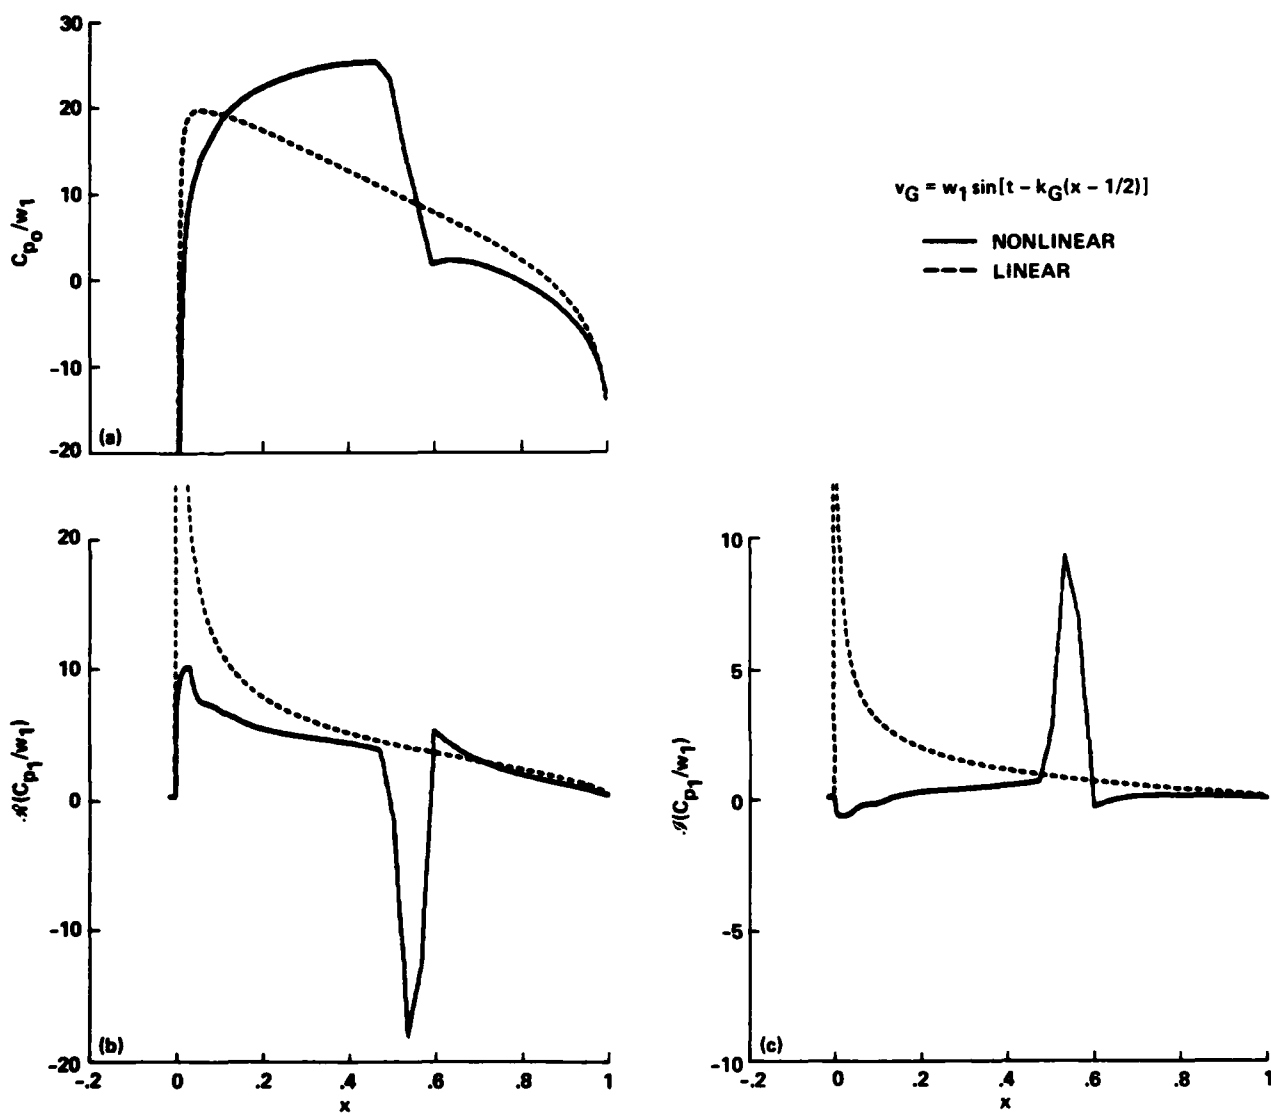 30
20
10
0
-10
-20
C_{p_0}/w_1
(a)
v_G = w_1 sin[t – k_G(x – 1/2)]
NONLINEAR
LINEAR
20
10
0
-10
-20
ℛ(C_{p_1}/w_1)
(b)
-.2 0 .2 .4 .6 .8 1
x
10
5
0
-5
-10
ℐ(C_{p_1}/w_1)
(c)
-.2 0 .2 .4 .6 .8 1
x